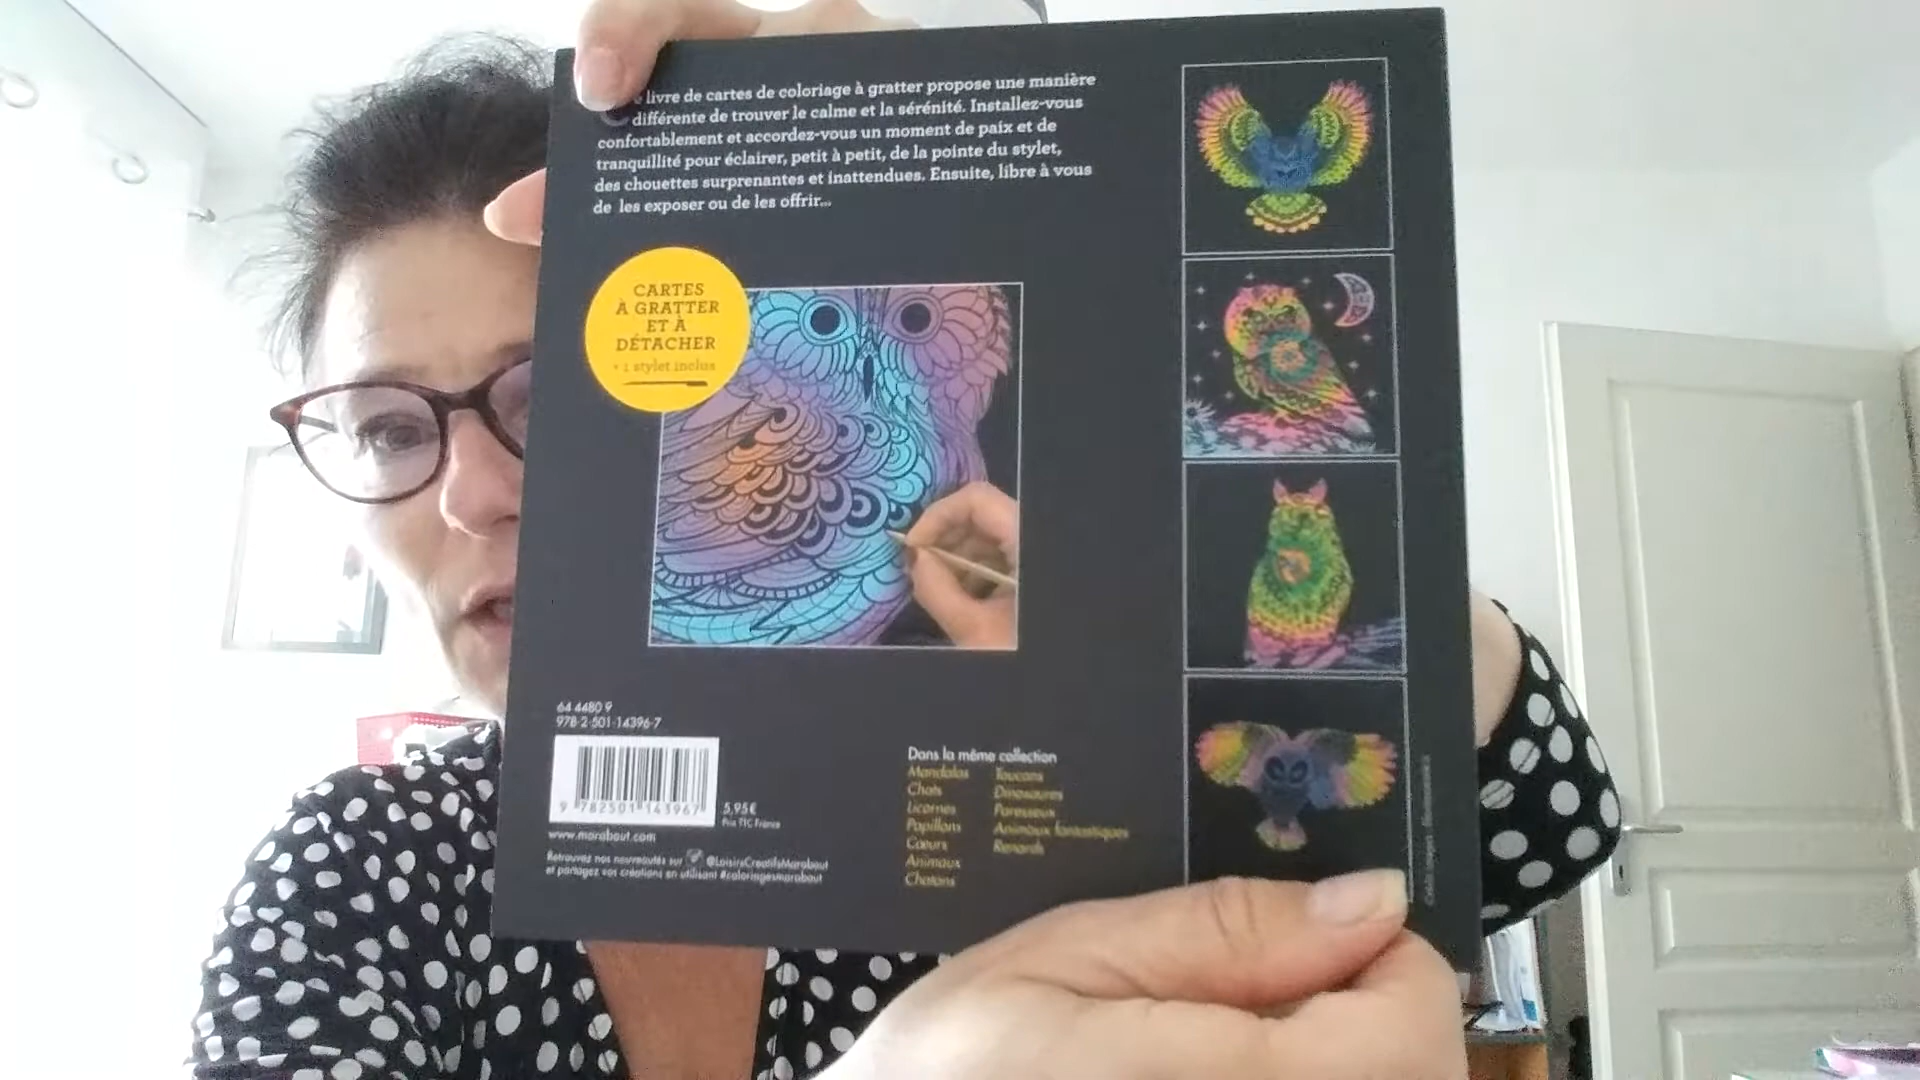 livre de cartes de coloriage à gratter propose une manière
différente de trouver le calme et la sérénité. Installez-vous
confortablement et accordez-vous un moment de paix et de
tranquillité pour éclairer, petit à petit, de la pointe du stylet,
des chouettes surprenantes et inattendues. Ensuite, libre à vous
de les exposer ou de les offrir...
CARTES
À GRATTER
ET À
DÉTACHER
+ 1 stylet inclus
64 4480 9
978-2-501-14396-7
9 782501 143967
5,95€
Prix TTC France
www.marabout.com
Retrouvez nos nouveautés sur @LoisirsCreatifsMarabout
et partagez vos créations en utilisant #coloriagesmarabout
Dans la même collection
Mandalas
Chats
Licornes
Papillons
Cœurs
Animaux
Chatons
Toucans
Dinosaures
Paresseux
Animaux fantastiques
Renards